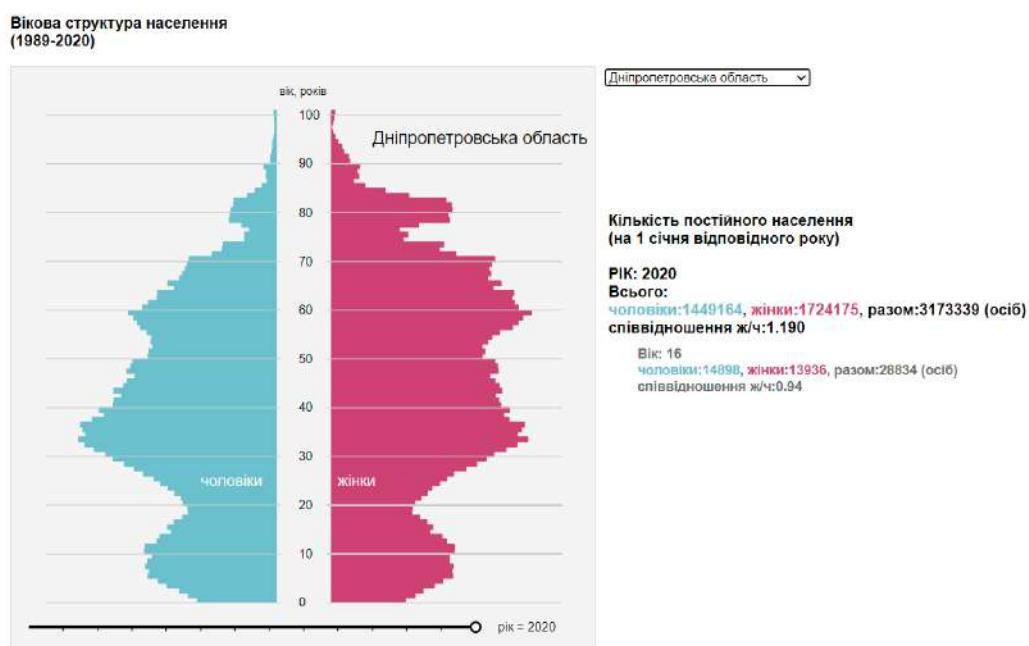 Вікова структура населення
(1989-2020)
Дніпропетровська область
вік, років
100
Дніпропетровська область
90
80
70
60
50
40
30
чоловіки
жінки
20
10
0
рік = 2020
Кількість постійного населення
(на 1 січня відповідного року)
РІК: 2020
Всього:
чоловіки:1449164, жінки:1724175, разом:3173339 (осіб)
співвідношення ж/ч:1.190
Вік: 16
чоловіки:14898, жінки:13936, разом:28834 (осіб)
співвідношення ж/ч:0.94